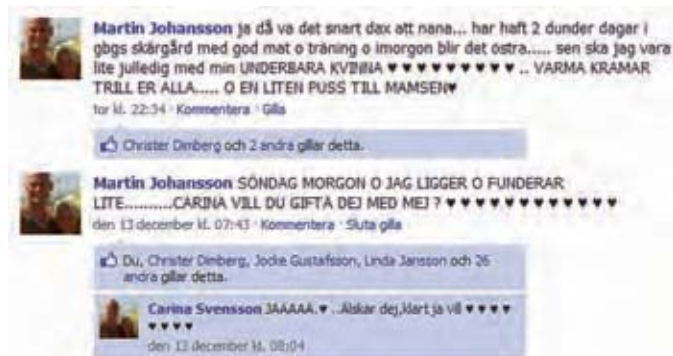 Martin Johansson ja då va det snart dax att nana... har haft 2 dunder dagar i
gbgs skärgård med god mat o träning o imorgon blir det östra..... sen ska jag vara
lite julledig med min UNDERBARA KVINNA ♥ ♥ ♥ ♥ ♥ ♥ ♥ ♥ ♥ .. VARMA KRAMAR
TRILL ER ALLA..... O EN LITEN PUSS TILL MAMSEN♥
tor kl. 22:34 · Kommentera · Gilla
Christer Dimberg och 2 andra gillar detta.
Martin Johansson SÖNDAG MORGON O JAG LIGGER O FUNDERAR
LITE..........CARINA VILL DU GIFTA DEJ MED MEJ ? ♥ ♥ ♥ ♥ ♥ ♥ ♥ ♥ ♥ ♥ ♥ ♥ ♥
den 13 december kl. 07:43 · Kommentera · Sluta gilla
Du, Christer Dimberg, Jocke Gustafsson, Linda Jansson och 26
andra gillar detta.
Carina Svensson JAAAAA.♥ ..Älskar dej,klart ja vill ♥ ♥ ♥ ♥
♥ ♥ ♥ ♥
den 13 december kl. 08:04